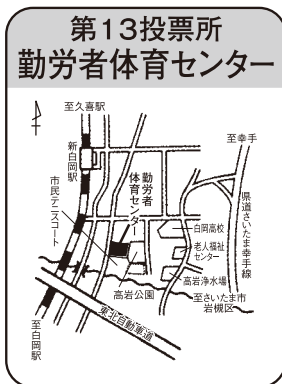 第13投票所
勤労者体育センター
至久喜駅
至幸手
新白岡駅
勤労者
体育センター
市民テニスコート
白岡高校
県道さいたま幸手線
老人福祉
センター
高岩浄水場
高岩公園
至さいたま市
岩槻区
東北自動車道
至白岡駅